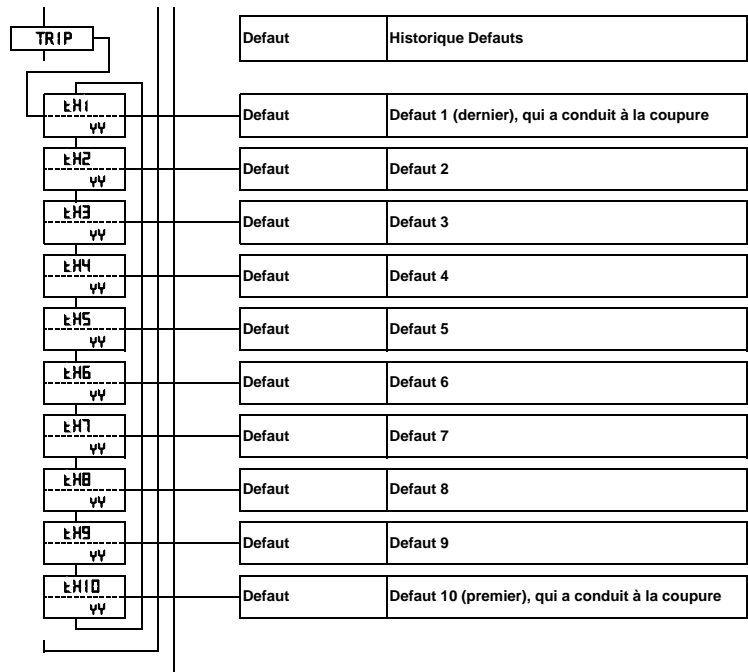 TRIP Defaut Historique Defauts
tH1 Defaut Defaut 1 (dernier), qui a conduit à la coupure
YY
tH2 Defaut Defaut 2
YY
tH3 Defaut Defaut 3
YY
tH4 Defaut Defaut 4
YY
tH5 Defaut Defaut 5
YY
tH6 Defaut Defaut 6
YY
tH7 Defaut Defaut 7
YY
tH8 Defaut Defaut 8
YY
tH9 Defaut Defaut 9
YY
tH10 Defaut Defaut 10 (premier), qui a conduit à la coupure
YY